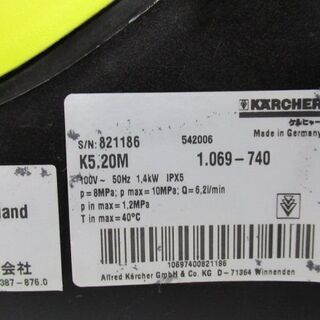 KÄRCHER
ケルヒャー
Made in Germany
S/N: 821186 542006
K5.20M 1.069-740
100V~ 50Hz 1,4kW IPX5
p = 8MPa; p max= 10MPa; Q= 6,2l/min
p in max= 1,2MPa
T in max= 40°C
10697400821186
Alfred Kärcher GmbH & Co. KG D - 71364 Winnenden
land
会社
387-876.0